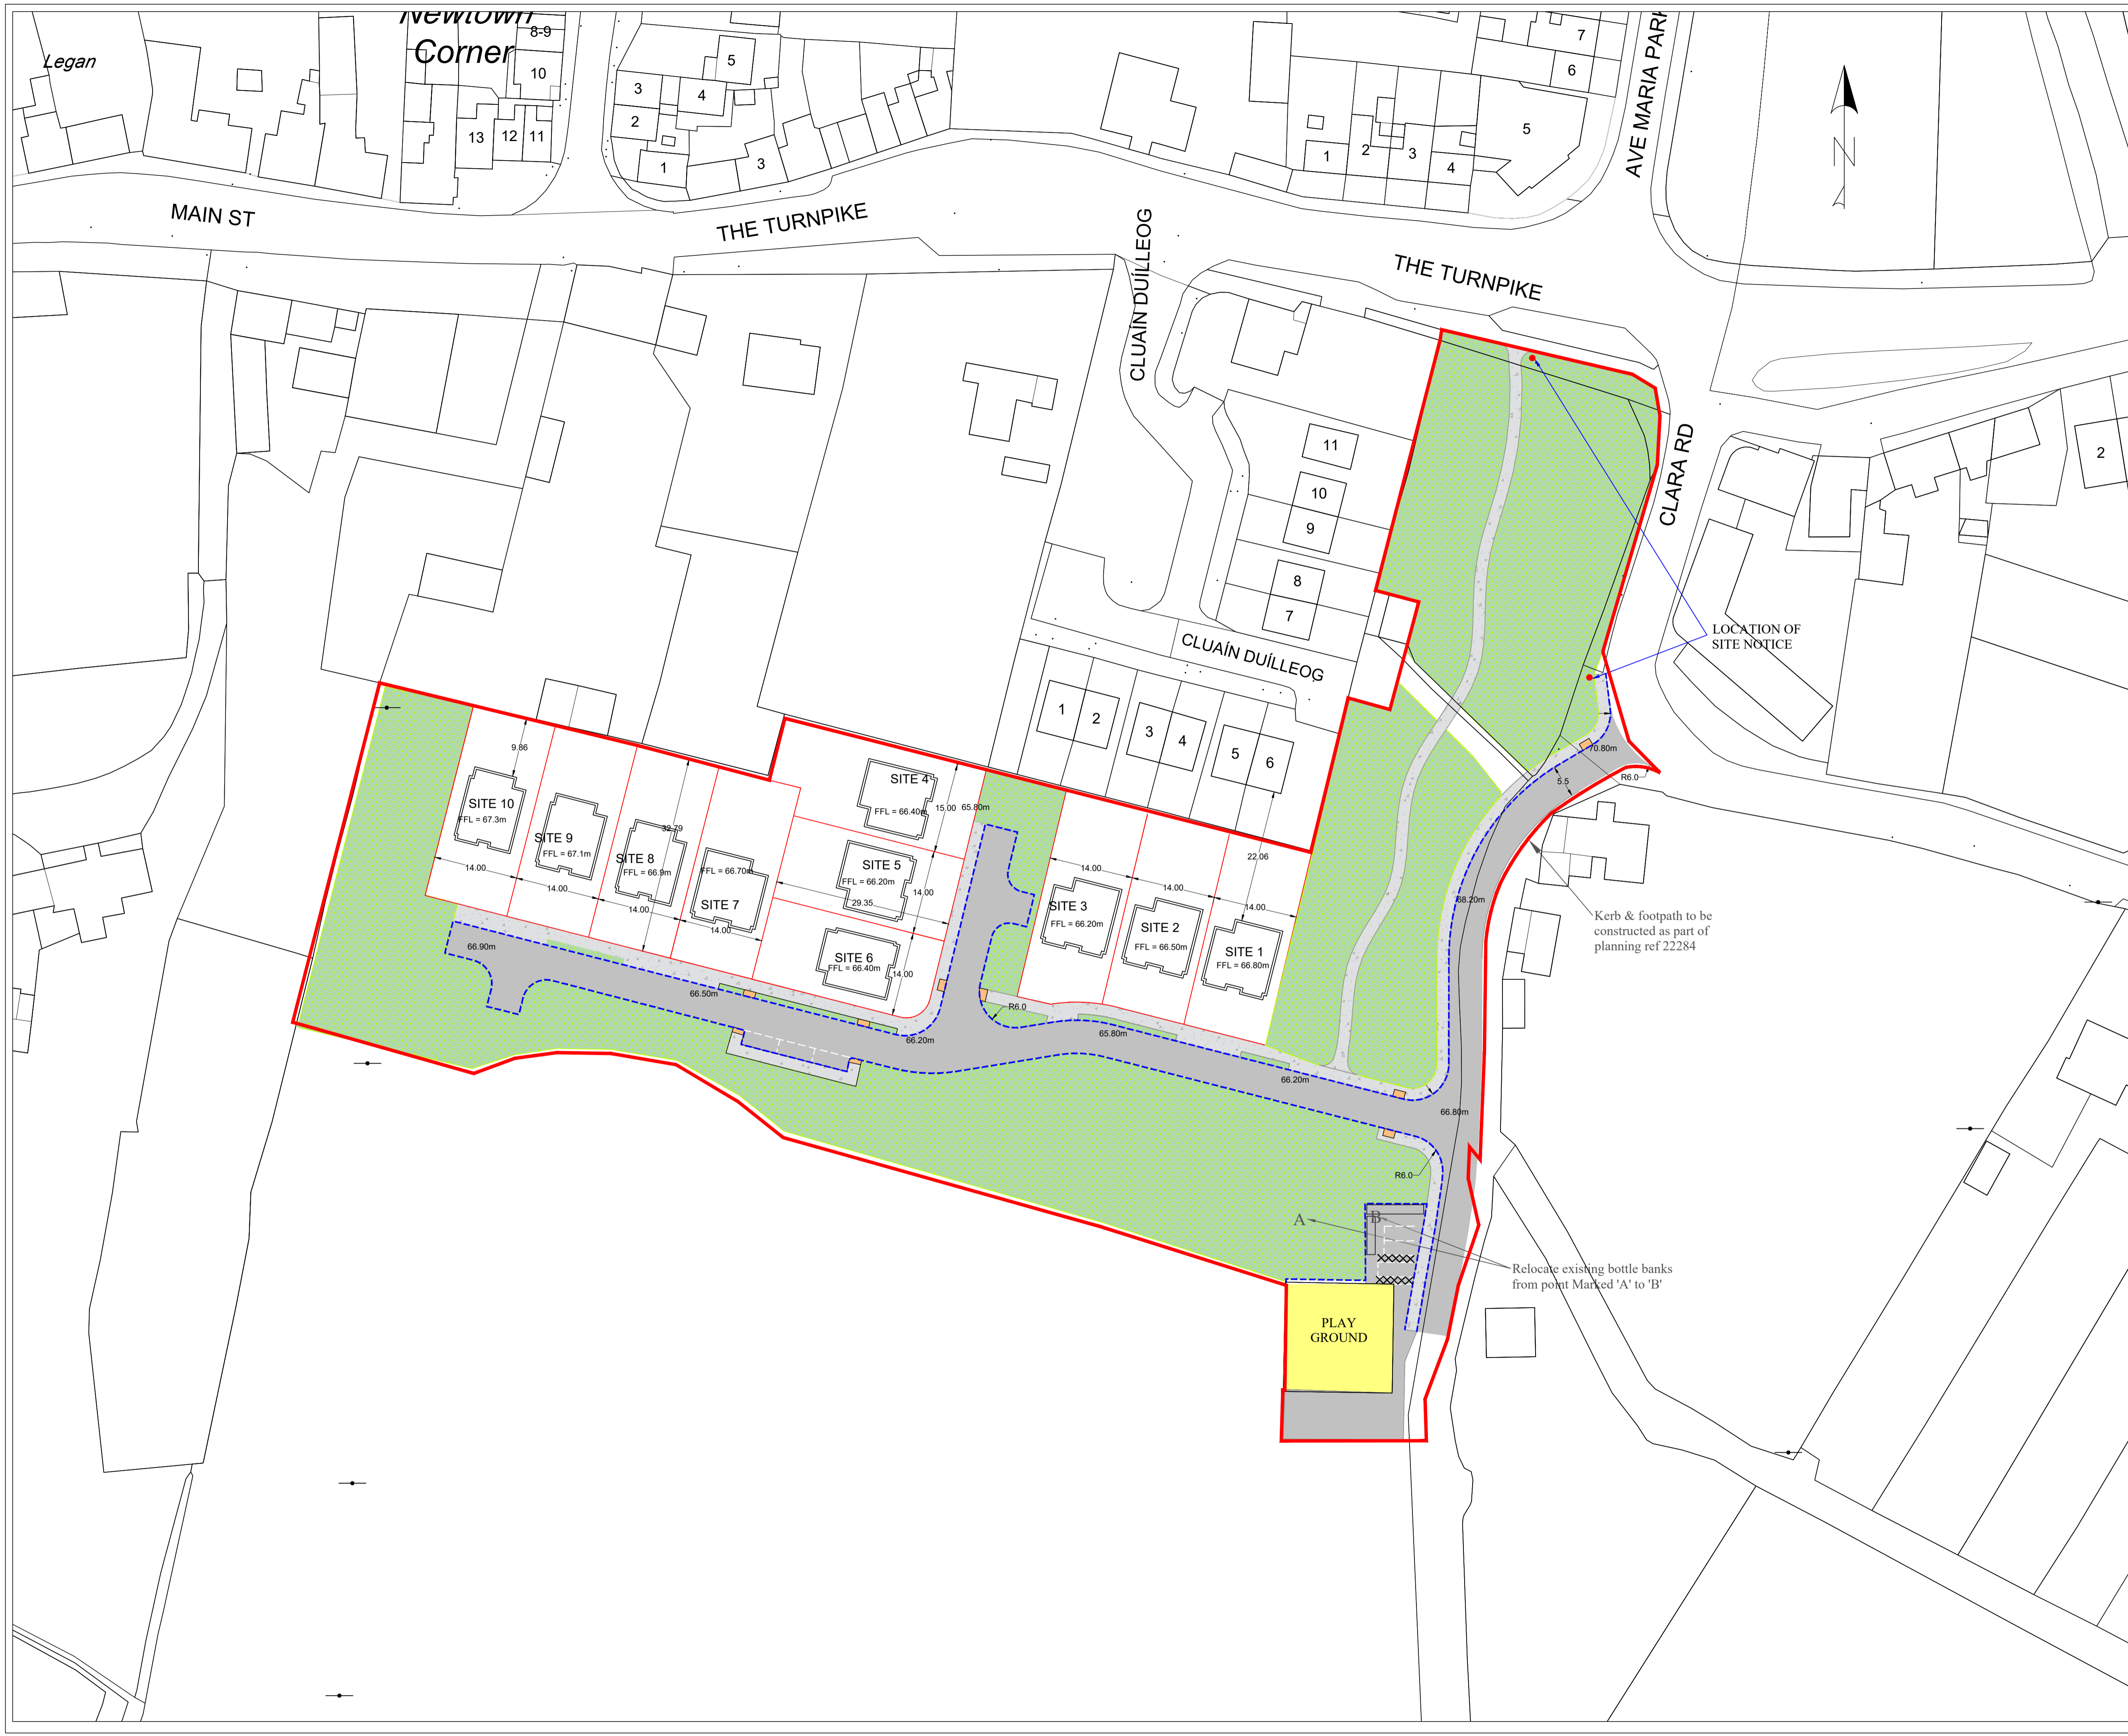 Newtown
Corner
Legan
8-9
10
13
12
11
5
3
4
2
1
3
7
6
5
1
2
3
4
AVE MARIA PARK
N
MAIN ST
THE TURNPIKE
CLUAÍN DUÍLLEOG
THE TURNPIKE
CLARA RD
2
11
10
9
8
7
CLUAÍN DUÍLLEOG
1
2
3
4
5
6
LOCATION OF
SITE NOTICE
70.80m
R6.0
5.5
9.86
SITE 10
FFL = 67.3m
SITE 9
FFL = 67.1m
SITE 8
FFL = 66.9m
32.79
FFL = 66.70m
SITE 7
SITE 4
FFL = 66.40m
15.00
65.80m
SITE 5
FFL = 66.20m
14.00
29.35
SITE 6
FFL = 66.40m
14.00
14.00
14.00
14.00
14.00
14.00
14.00
14.00
22.06
SITE 3
FFL = 66.20m
SITE 2
FFL = 66.50m
SITE 1
FFL = 66.80m
68.20m
Kerb & footpath to be
constructed as part of
planning ref 22284
66.90m
66.50m
66.20m
R6.0
65.80m
66.20m
66.80m
R6.0
A
B
Relocate existing bottle banks
from point Marked 'A' to 'B'
PLAY
GROUND